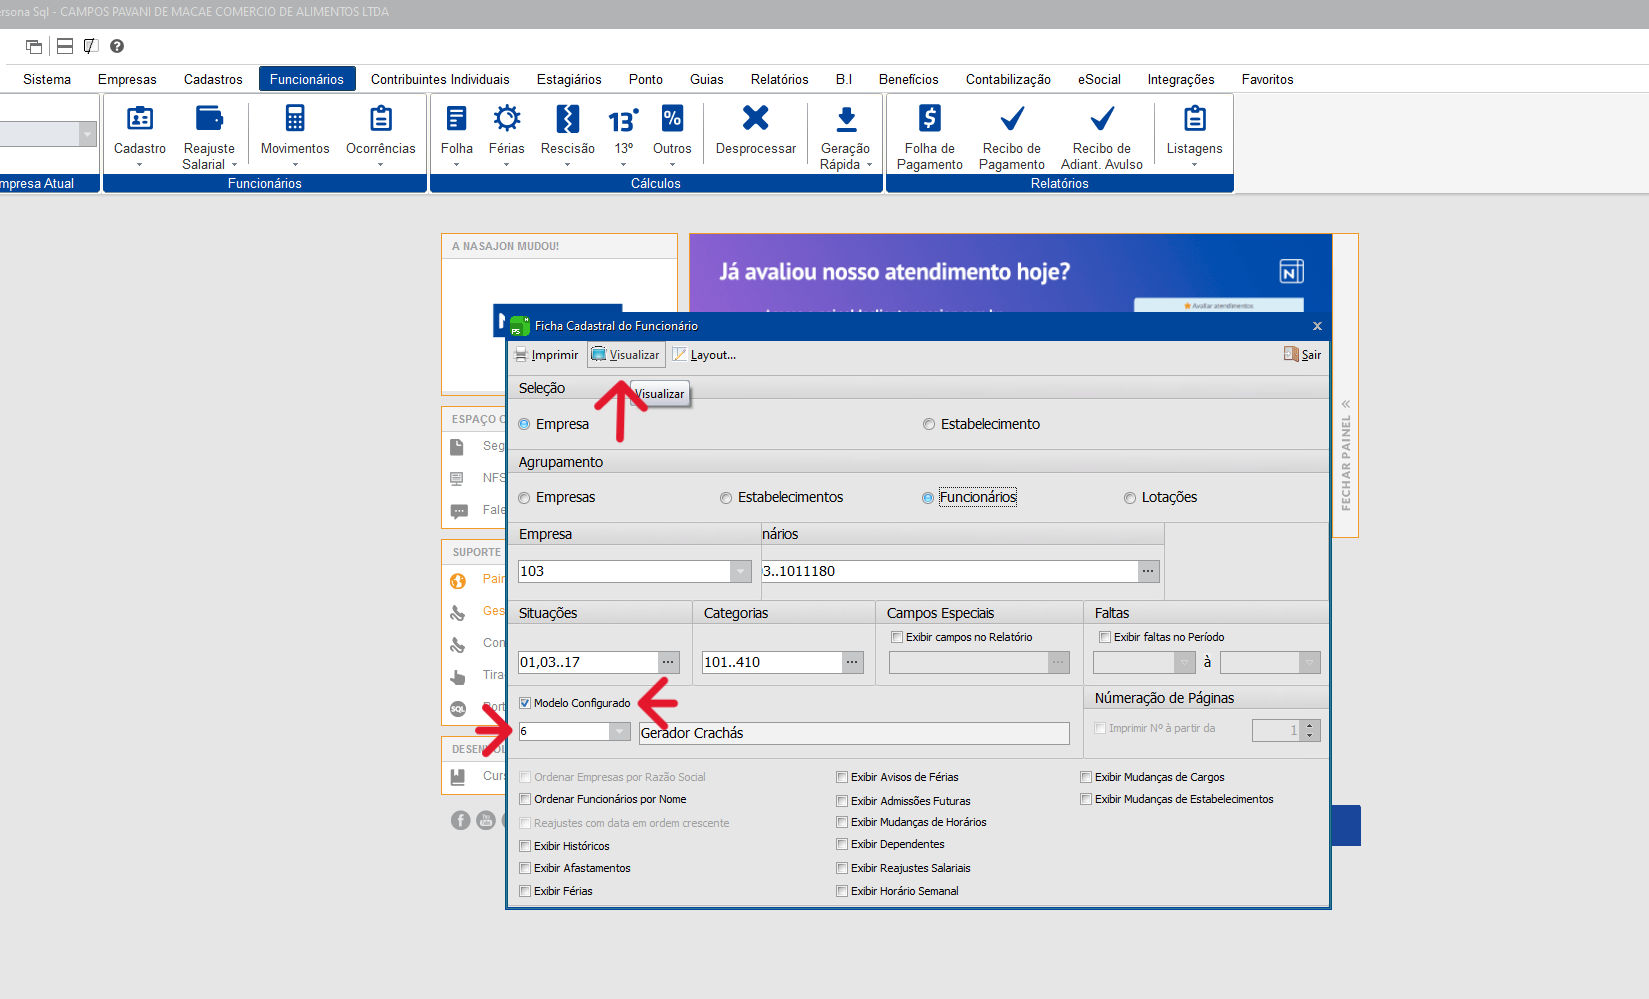 ersona Sql - CAMPOS PAVANI DE MACAE COMERCIO DE ALIMENTOS LTDA
Sistema Empresas Cadastros Funcionários Contribuintes Individuais Estagiários Ponto Guias Relatórios B.I Benefícios Contabilização eSocial Integrações Favoritos
Cadastro Reajuste Salarial Movimentos Ocorrências Folha Férias Rescisão 13º Outros Desprocessar Geração Rápida Folha de Pagamento Recibo de Pagamento Recibo de Adiant. Avulso Listagens
mpresa Atual Funcionários Cálculos Relatórios
A NASAJON MUDOU!
Já avaliou nosso atendimento hoje?
Avaliar atendimentos
FECHAR PAINEL
ESPAÇO
Seg
NFS
Fale
SUPORTE
Pain
Ges
Con
Tira
Port
DESENVOL
Curs
Ficha Cadastral do Funcionário x
Imprimir Visualizar Layout... Sair
Visualizar
Seleção
Empresa Estabelecimento
Agrupamento
Empresas Estabelecimentos Funcionários Lotações
Empresa nários
103 3..1011180
Situações Categorias Campos Especiais Faltas
Exibir campos no Relatório Exibir faltas no Período
01,03..17 101..410 à
Modelo Configurado Númeração de Páginas
6 Gerador Crachás Imprimir Nº à partir da 1
Ordenar Empresas por Razão Social Exibir Avisos de Férias Exibir Mudanças de Cargos
Ordenar Funcionários por Nome Exibir Admissões Futuras Exibir Mudanças de Estabelecimentos
Reajustes com data em ordem crescente Exibir Mudanças de Horários
Exibir Históricos Exibir Dependentes
Exibir Afastamentos Exibir Reajustes Salariais
Exibir Férias Exibir Horário Semanal